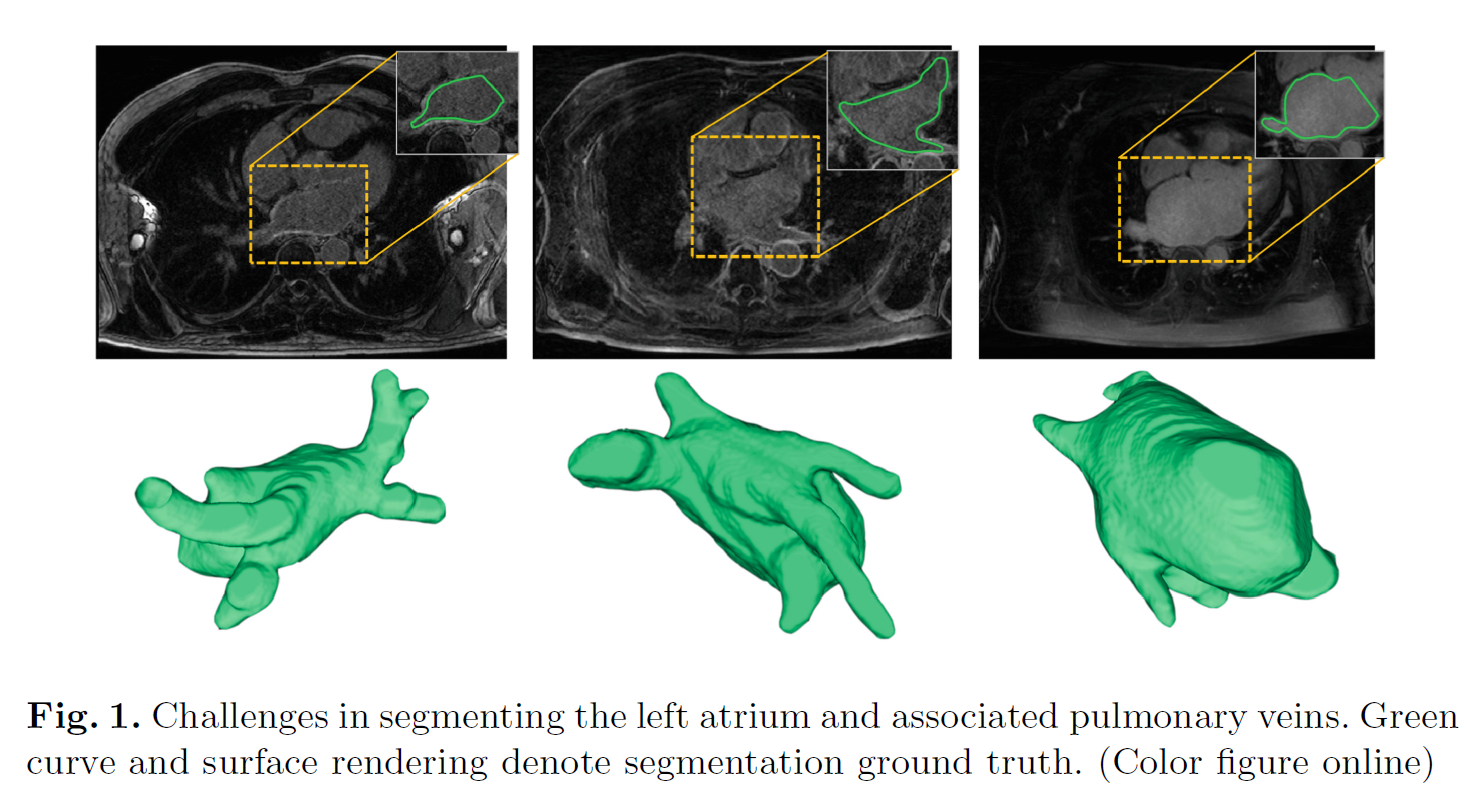 Fig. 1. Challenges in segmenting the left atrium and associated pulmonary veins. Green
curve and surface rendering denote segmentation ground truth. (Color figure online)